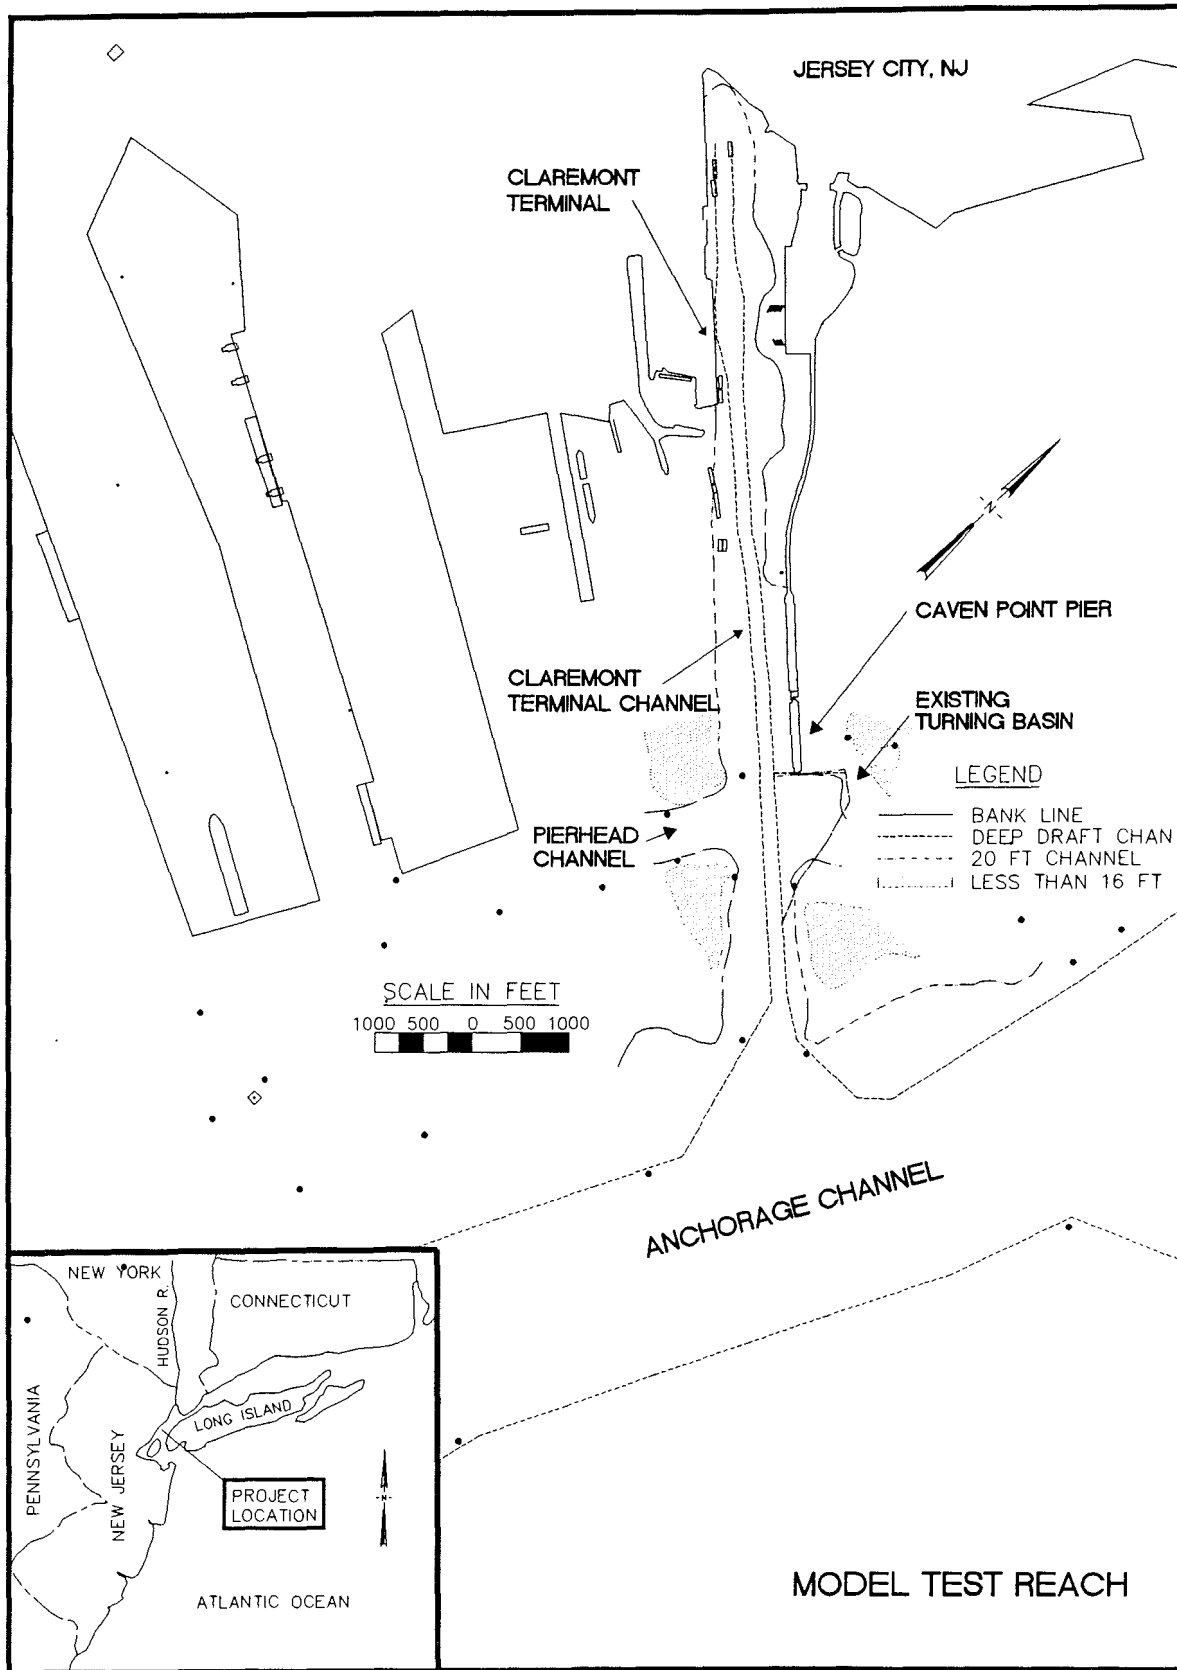 JERSEY CITY, NJ
CLAREMONT
TERMINAL
N
CAVEN POINT PIER
CLAREMONT
TERMINAL CHANNEL
EXISTING
TURNING BASIN
LEGEND
BANK LINE
DEEP DRAFT CHAN
20 FT CHANNEL
LESS THAN 16 FT
PIERHEAD
CHANNEL
SCALE IN FEET
1000 500 0 500 1000
ANCHORAGE CHANNEL
NEW YORK
HUDSON R.
CONNECTICUT
PENNSYLVANIA
NEW JERSEY
LONG ISLAND
PROJECT
LOCATION
N
ATLANTIC OCEAN
MODEL TEST REACH